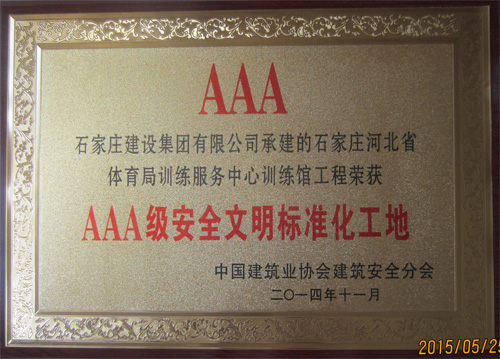 AAA
石家庄建设集团有限公司承建的石家庄河北省
体育局训练服务中心训练馆工程荣获
AAA级安全文明标准化工地
中国建筑业协会建筑安全分会
二〇一四年十一月
2015/05/2